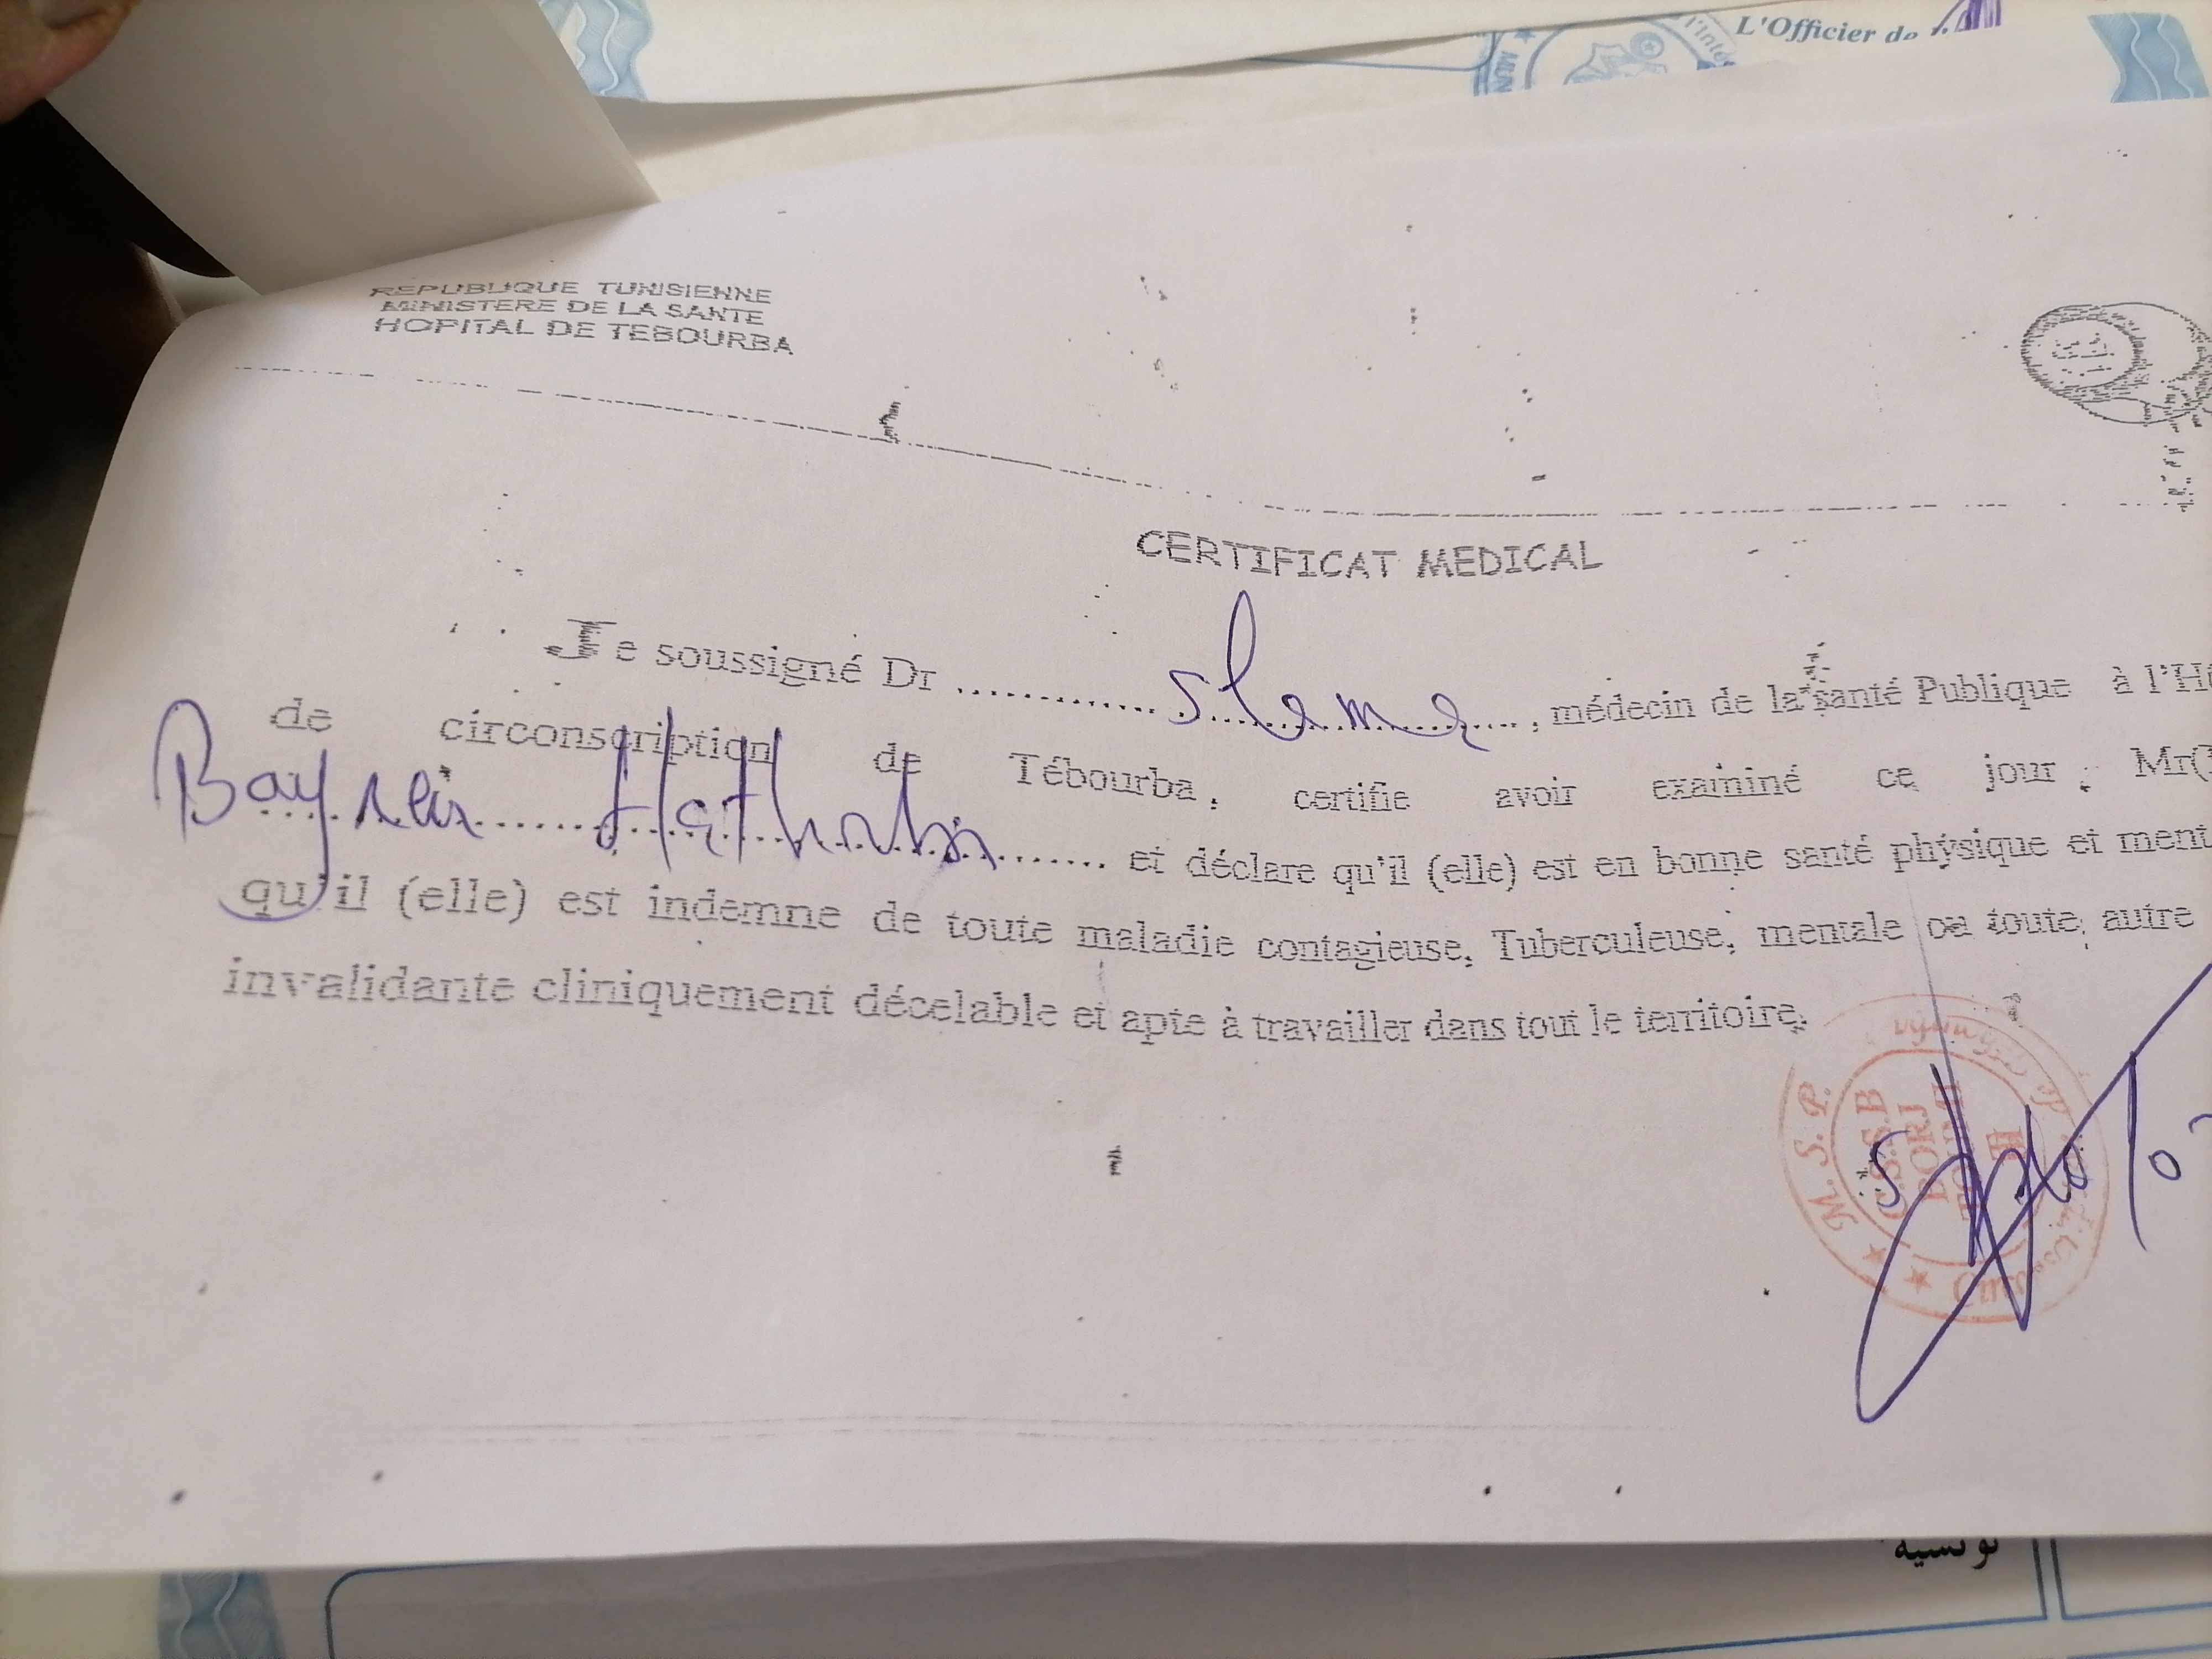 L'Officier de
REPUBLIQUE TUNISIENNE
MINISTERE DE LA SANTE
HOPITAL DE TEBOURBA
CERTIFICAT MEDICAL
Je soussigné Dr ................ slama ......, médecin de la santé Publique à l'H
de circonscription de Tébourba, certifie avoir examiné ce jour, Mr(
.................................... et déclare qu'il (elle) est en bonne santé physique et ment
qu'il (elle) est indemne de toute maladie contagieuse, Tuberculeuse, mentale ou toute, autre
invalidante cliniquement décelable et apte à travailler dans tout le territoire.
M. S. P.
C.S.S.B
BORJ
تونسية